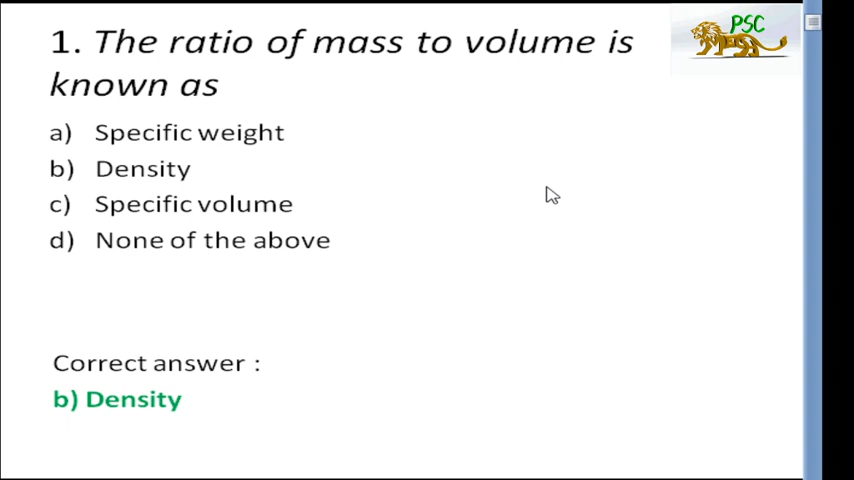 PSC
1. The ratio of mass to volume is
known as
a) Specific weight
b) Density
c) Specific volume
d) None of the above
Correct answer :
b) Density